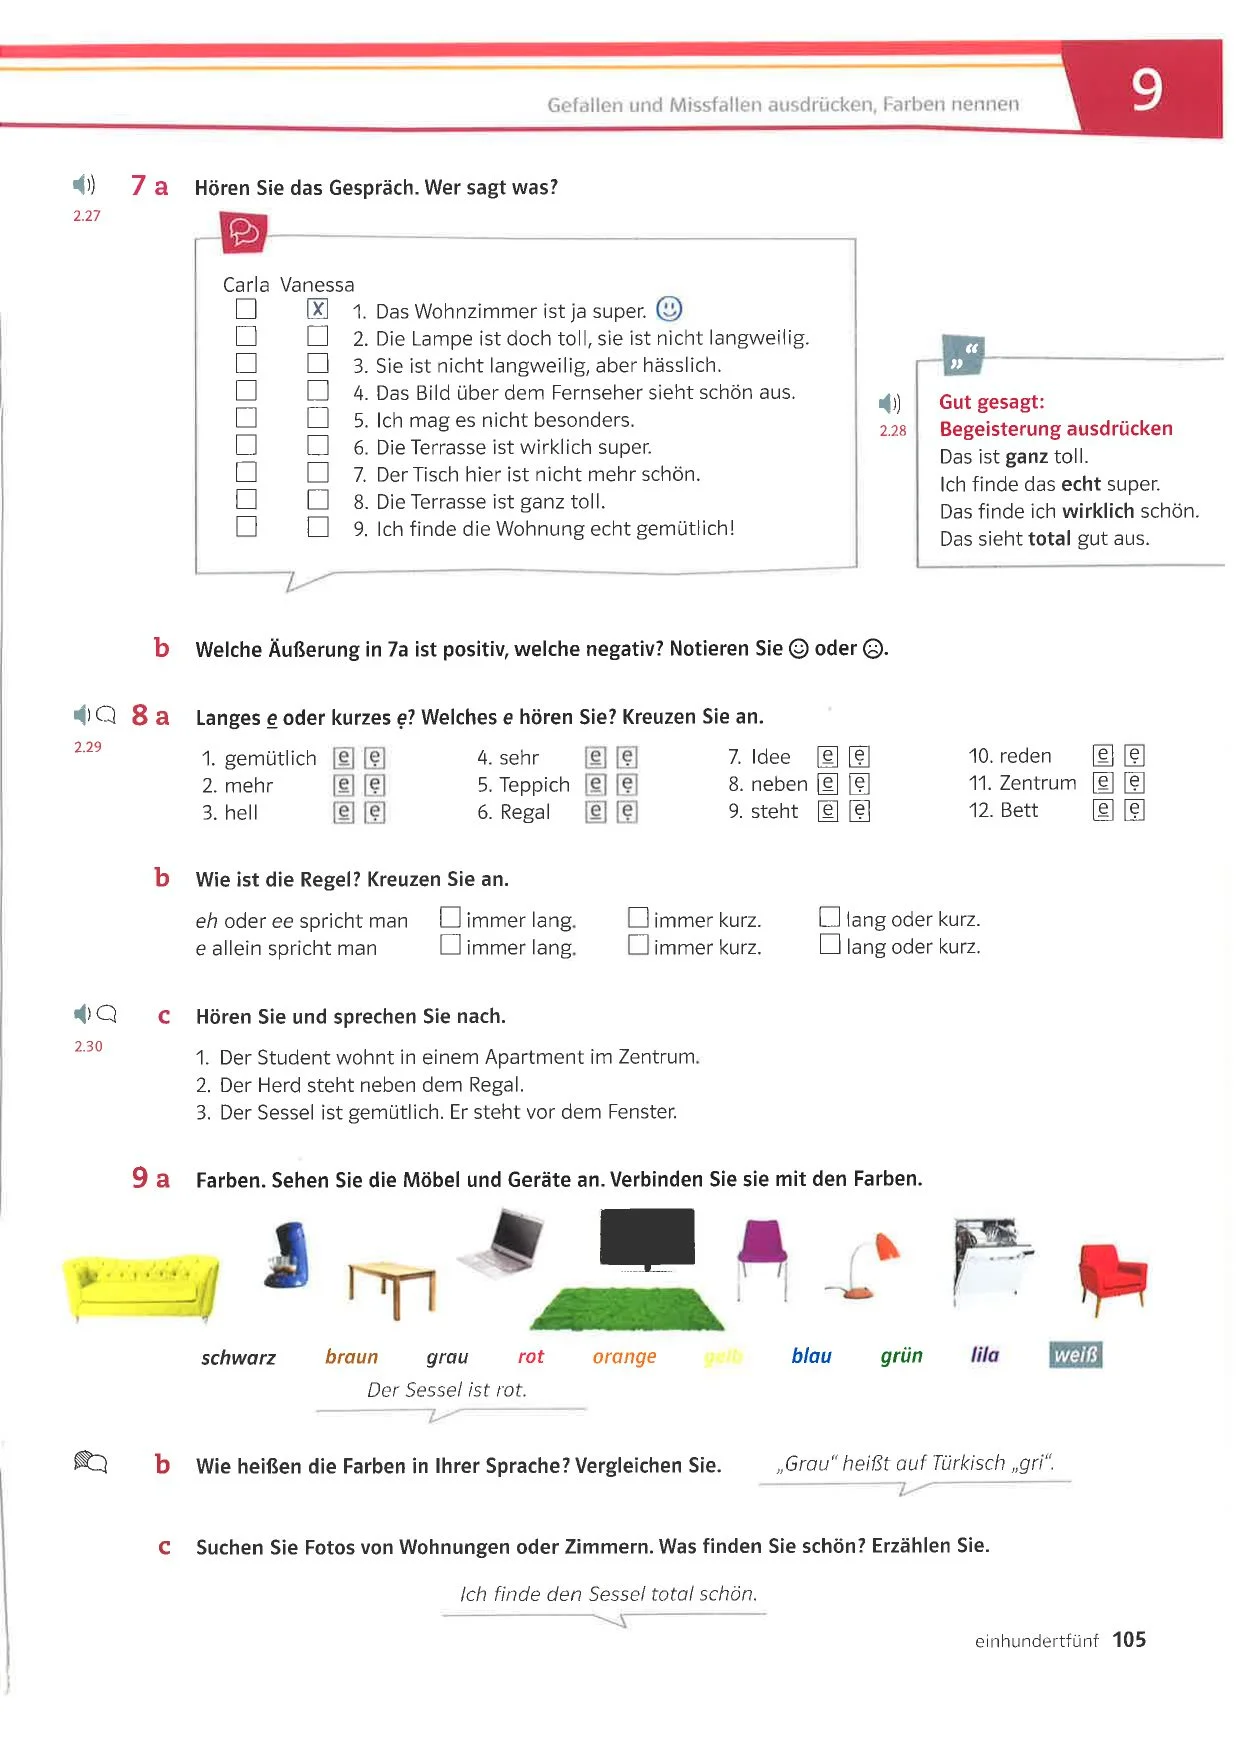 Gefallen und Missfallen ausdrücken, Farben nennen
9
7 a Hören Sie das Gespräch. Wer sagt was?
2.27
Carla Vanessa
X 1. Das Wohnzimmer ist ja super.
2. Die Lampe ist doch toll, sie ist nicht langweilig.
3. Sie ist nicht langweilig, aber hässlich.
4. Das Bild über dem Fernseher sieht schön aus.
5. Ich mag es nicht besonders.
6. Die Terrasse ist wirklich super.
7. Der Tisch hier ist nicht mehr schön.
8. Die Terrasse ist ganz toll.
9. Ich finde die Wohnung echt gemütlich!
„“
2.28
Gut gesagt:
Begeisterung ausdrücken
Das ist ganz toll.
Ich finde das echt super.
Das finde ich wirklich schön.
Das sieht total gut aus.
b Welche Äußerung in 7a ist positiv, welche negativ? Notieren Sie ☺ oder ☹.
8 a Langes e̲ oder kurzes ẹ? Welches e hören Sie? Kreuzen Sie an.
2.29
1. gemütlich e̲ ẹ 4. sehr e̲ ẹ 7. Idee e̲ ẹ 10. reden e̲ ẹ
2. mehr e̲ ẹ 5. Teppich e̲ ẹ 8. neben e̲ ẹ 11. Zentrum e̲ ẹ
3. hell e̲ ẹ 6. Regal e̲ ẹ 9. steht e̲ ẹ 12. Bett e̲ ẹ
b Wie ist die Regel? Kreuzen Sie an.
eh oder ee spricht man immer lang. immer kurz. lang oder kurz.
e allein spricht man immer lang. immer kurz. lang oder kurz.
c Hören Sie und sprechen Sie nach.
2.30
1. Der Student wohnt in einem Apartment im Zentrum.
2. Der Herd steht neben dem Regal.
3. Der Sessel ist gemütlich. Er steht vor dem Fenster.
9 a Farben. Sehen Sie die Möbel und Geräte an. Verbinden Sie sie mit den Farben.
schwarz braun grau rot orange gelb blau grün lila weiß
Der Sessel ist rot.
b Wie heißen die Farben in Ihrer Sprache? Vergleichen Sie. „Grau“ heißt auf Türkisch „gri“.
c Suchen Sie Fotos von Wohnungen oder Zimmern. Was finden Sie schön? Erzählen Sie.
Ich finde den Sessel total schön.
einhundertfünf 105